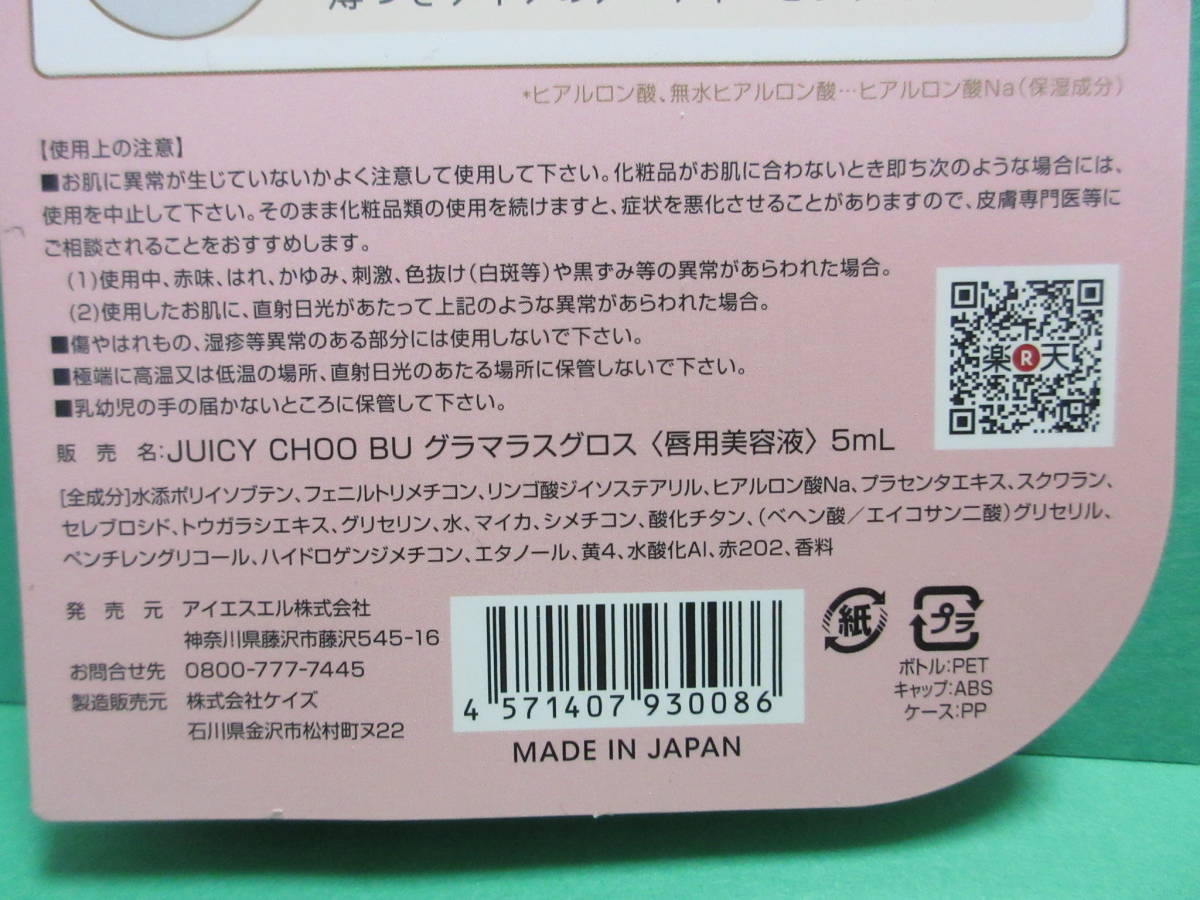 *ヒアルロン酸、無水ヒアルロン酸…ヒアルロン酸Na(保湿成分)
【使用上の注意】
■お肌に異常が生じていないかよく注意して使用して下さい。化粧品がお肌に合わないとき即ち次のような場合には、
使用を中止して下さい。そのまま化粧品類の使用を続けますと、症状を悪化させることがありますので、皮膚専門医等に
ご相談されることをおすすめします。
(1)使用中、赤味、はれ、かゆみ、刺激、色抜け(白斑等)や黒ずみ等の異常があらわれた場合。
(2)使用したお肌に、直射日光があたって上記のような異常があらわれた場合。
■傷やはれもの、湿疹等異常のある部分には使用しないで下さい。
■極端に高温又は低温の場所、直射日光のあたる場所に保管しないで下さい。
■乳幼児の手の届かないところに保管して下さい。
楽R天
販売名:JUICY CHOO BU グラマラスグロス〈唇用美容液〉5mL
[全成分]水添ポリイソブテン、フェニルトリメチコン、リンゴ酸ジイソステアリル、ヒアルロン酸Na、プラセンタエキス、スクワラン、
セレブロシド、トウガラシエキス、グリセリン、水、マイカ、シメチコン、酸化チタン、(ベヘン酸/エイコサン二酸)グリセリル、
ペンチレングリコール、ハイドロゲンジメチコン、エタノール、黄4、水酸化Al、赤202、香料
発売元 アイエスエル株式会社
神奈川県藤沢市藤沢545-16
お問合せ先 0800-777-7445
製造販売元 株式会社ケイズ
石川県金沢市松村町ヌ22
4 571407 930086
MADE IN JAPAN
紙 プラ
ボトル:PET
キャップ:ABS
ケース:PP